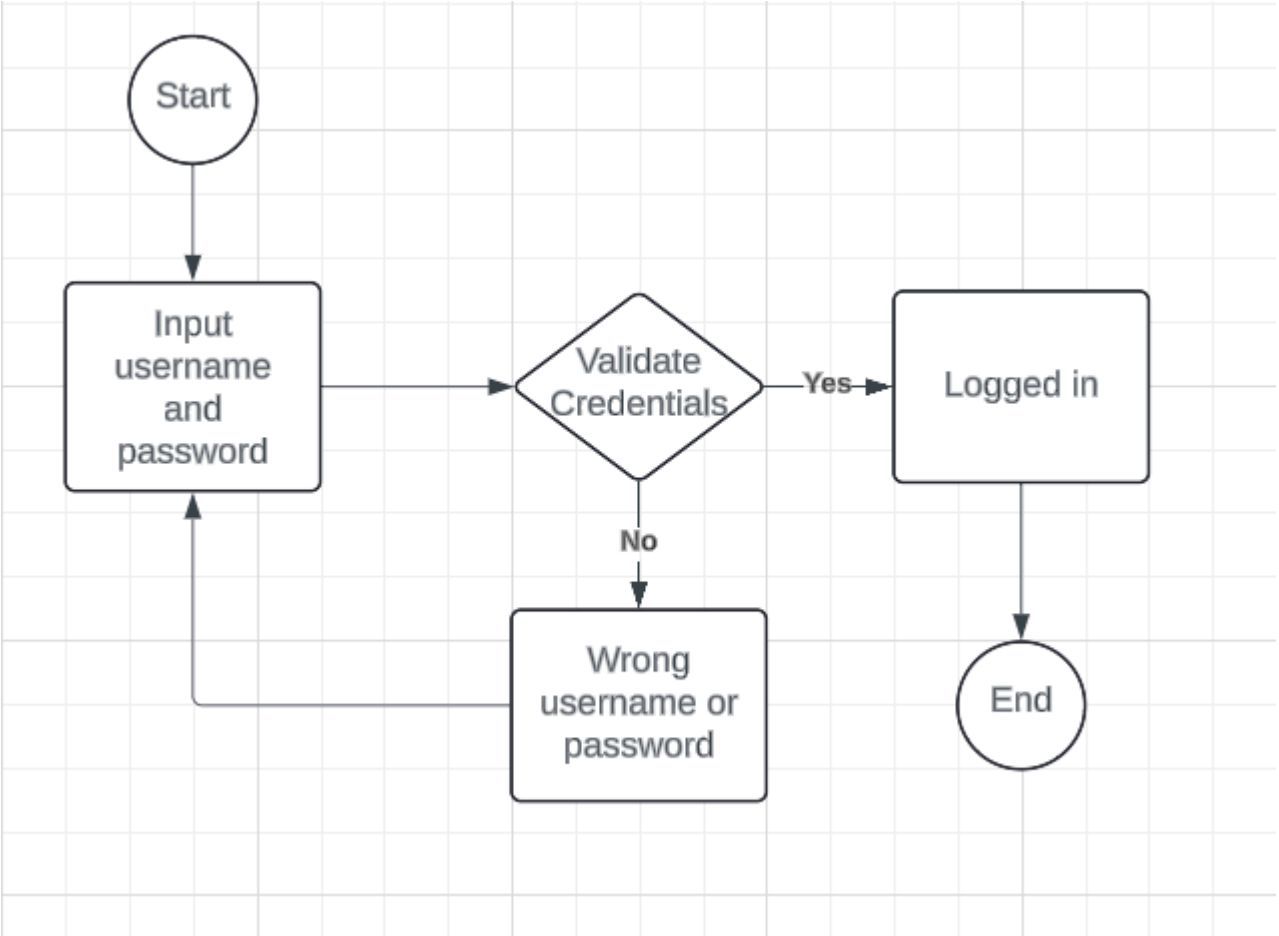 Start
Input
username
and
password
Validate
Credentials
Yes
Logged in
No
Wrong
username or
password
End